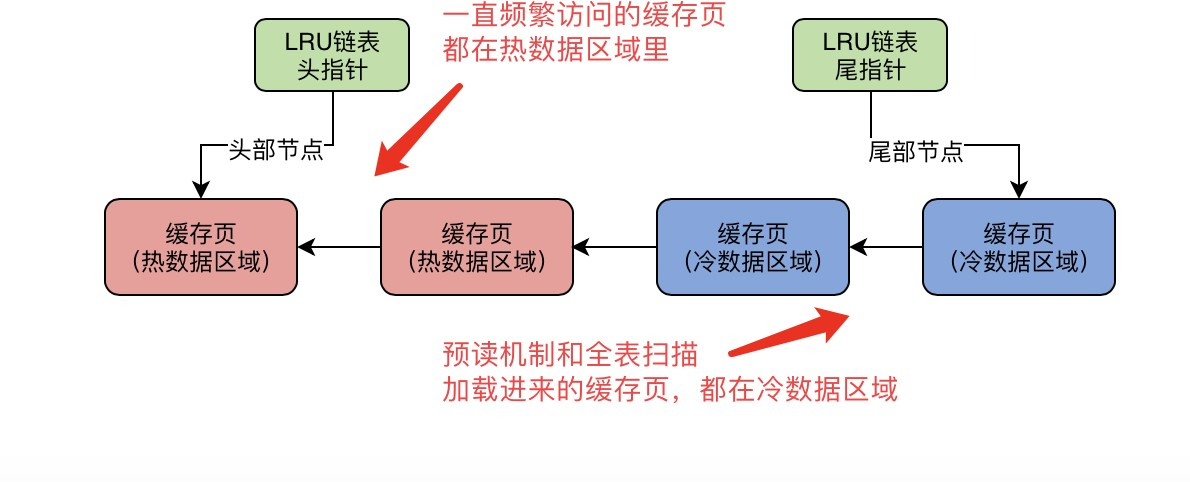 一直频繁访问的缓存页
都在热数据区域里
LRU链表
头指针
LRU链表
尾指针
头部节点
尾部节点
缓存页
（热数据区域）
缓存页
（热数据区域）
缓存页
（冷数据区域）
缓存页
（冷数据区域）
预读机制和全表扫描
加载进来的缓存页，都在冷数据区域